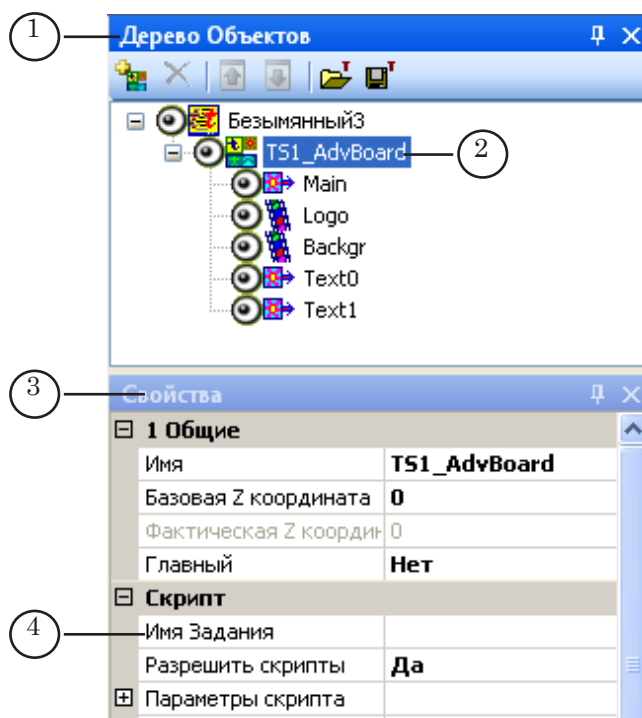 1
Дерево Объектов
Безымянный3
TS1_AdvBoard
2
Main
Logo
Backgr
Text0
Text1
3
Свойства
1 Общие
Имя TS1_AdvBoard
Базовая Z координата 0
Фактическая Z координ 0
Главный Нет
Скрипт
4
Имя Задания
Разрешить скрипты Да
Параметры скрипта